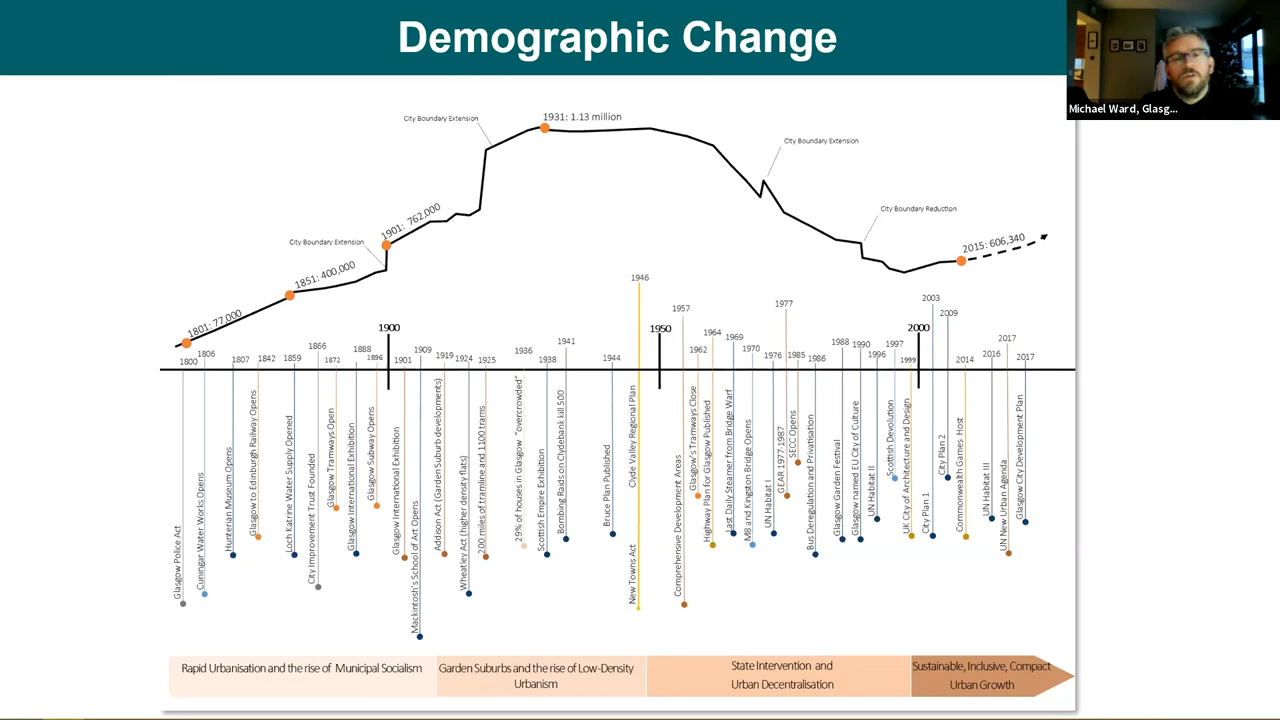 Demographic Change
Michael Ward, Glasg...
City Boundary Extension
1931: 1.13 million
City Boundary Extension
1901: 762,000
City Boundary Reduction
City Boundary Extension
2015: 606,340
1851: 400,000
1801: 77,000
1946
1977
2003
1957
2009
1900
1950
2000
1964
1969
2017
1866
1941
1988
1990
1997
1806
1888
1909
1936
1962
1970
1996
2016
1800
1807
1842
1859
1872
1896
1901
1919
1924
1925
1938
1944
1976
1985
1986
1999
2014
2017
Glasgow Police Act
Cuningar Water Works Opens
Hunterian Museum Opens
Glasgow to Edinburgh Railway Opens
Loch Katrine Water Supply Opened
City Improvement Trust Founded
Glasgow Tramways Open
Glasgow International Exhibition
Glasgow Subway Opens
Glasgow International Exhibition
Mackintosh's School of Art Opens
Addison Act (Garden Suburb developments)
Wheatley Act (higher density flats)
200 miles of tramline and 1100 trams
29% of houses in Glasgow "overcrowded"
Scottish Empire Exhibition
Bombing Raids on Clydebank kill 500
Bruce Plan Published
New Towns Act
Clyde Valley Regional Plan
Comprehensive Development Areas
Glasgow's Tramways Close
Highway Plan for Glasgow Published
Last Daily Steamer from Bridge Warf
M8 and Kingston Bridge Opens
UN Habitat I
GEAR 1977-1987
SECC Opens
Bus Deregulation and Privatisation
Glasgow Garden Festival
Glasgow named EU City of Culture
UN Habitat II
Scottish Devolution
UK City of Architecture and Design
City Plan 1
City Plan 2
Commonwealth Games Host
UN Habitat III
UN New Urban Agenda
Glasgow City Development Plan
Rapid Urbanisation and the rise of Municipal Socialism
Garden Suburbs and the rise of Low-Density
Urbanism
State Intervention and
Urban Decentralisation
Sustainable, Inclusive, Compact
Urban Growth